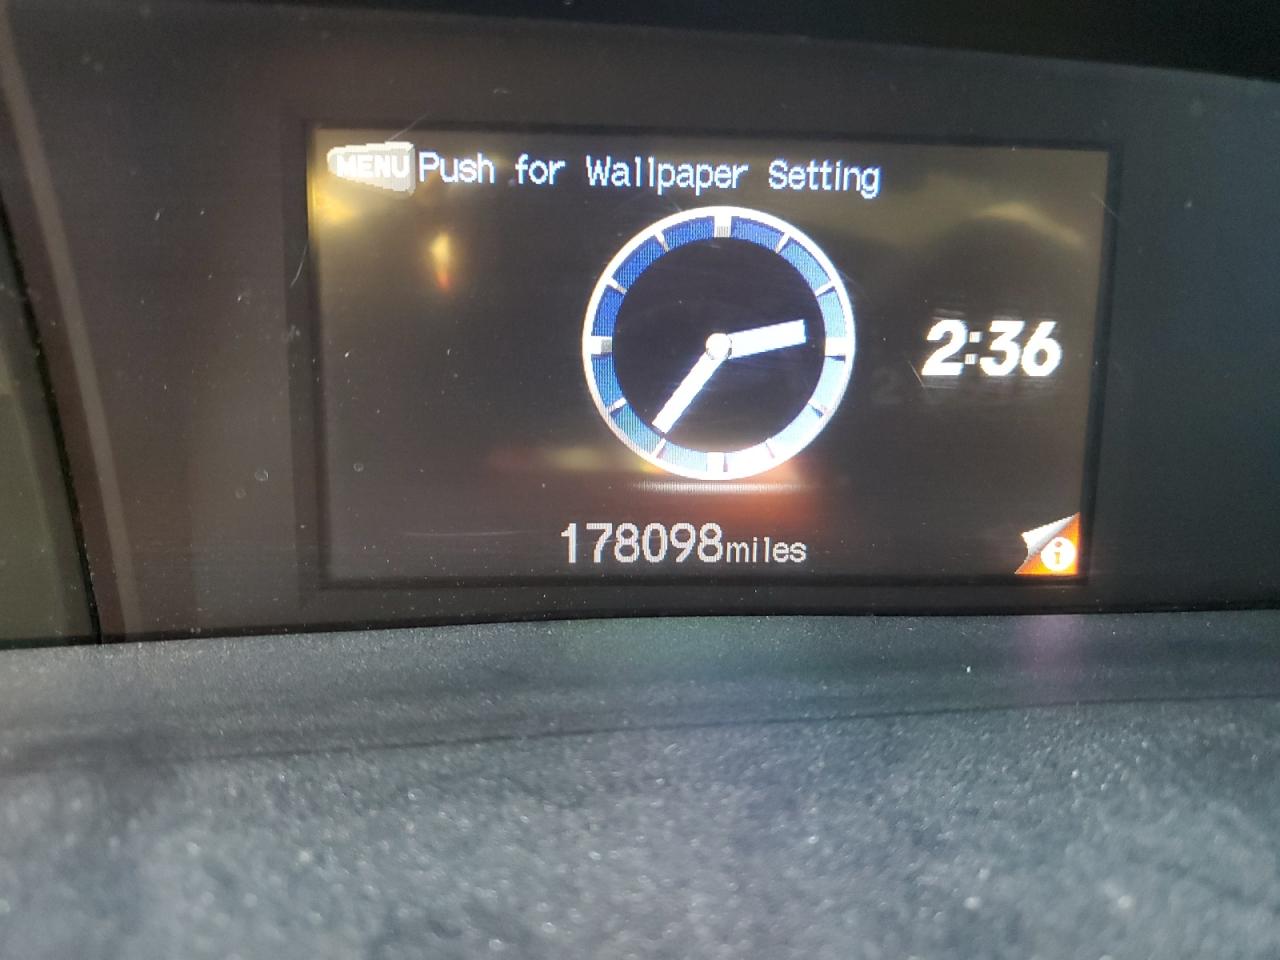 MENU Push for Wallpaper Setting
2:36
178098miles
i